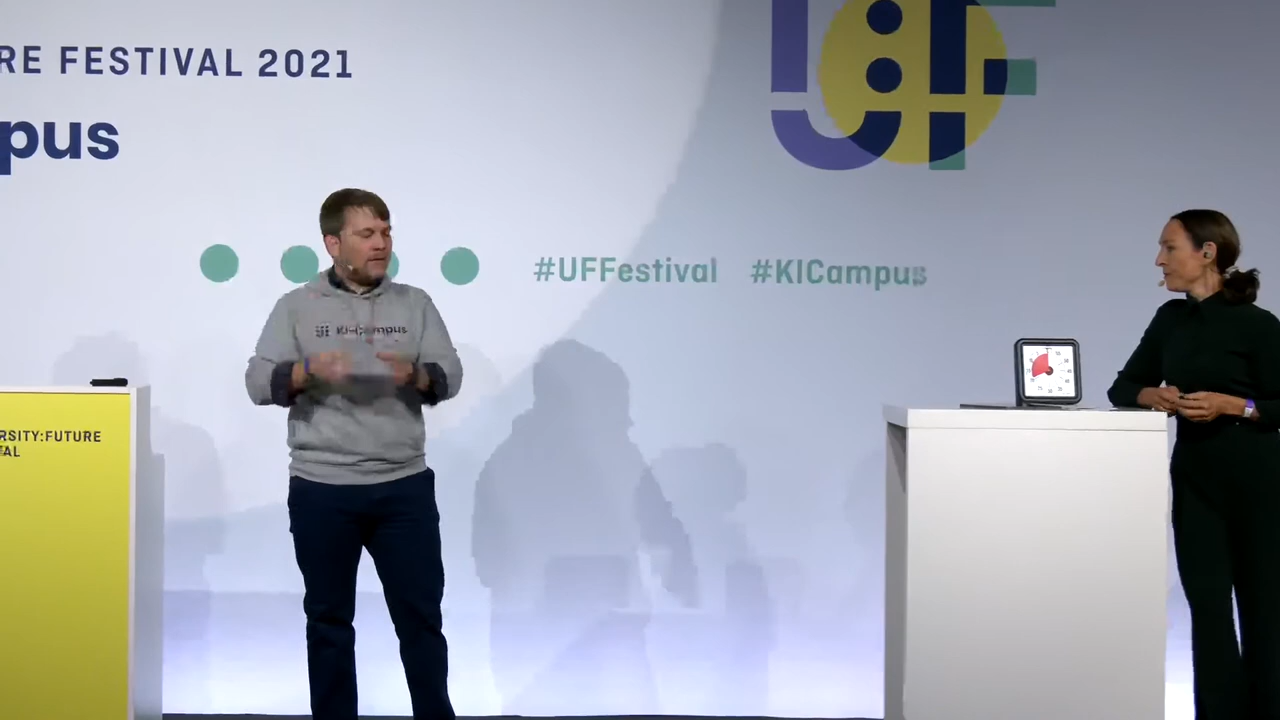 RE FESTIVAL 2021
pus
U:F
#UFFestival #KICampus
KI-Campus
RSITY:FUTURE
AL